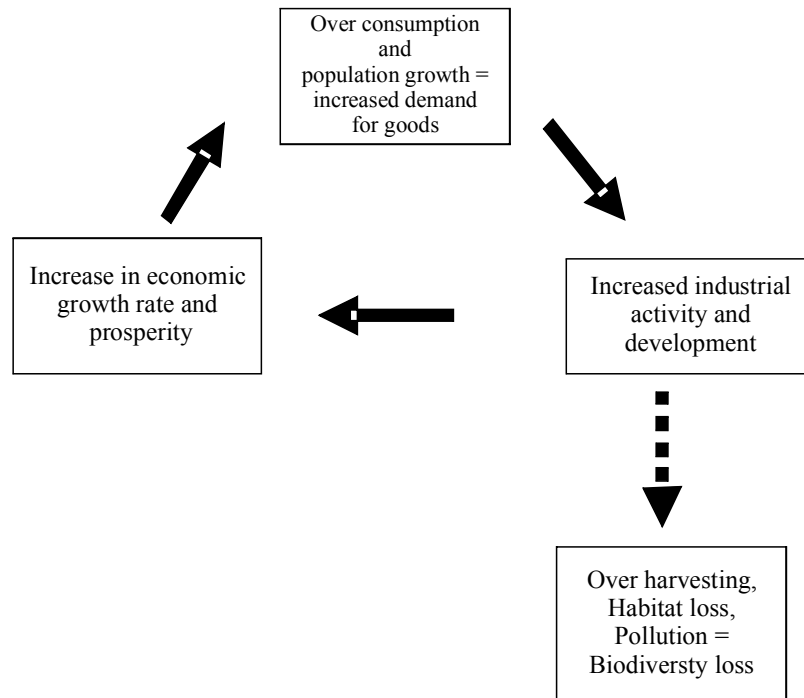 Over consumption
and
population growth =
increased demand
for goods
Increase in economic
growth rate and
prosperity
Increased industrial
activity and
development
Over harvesting,
Habitat loss,
Pollution =
Biodiversty loss